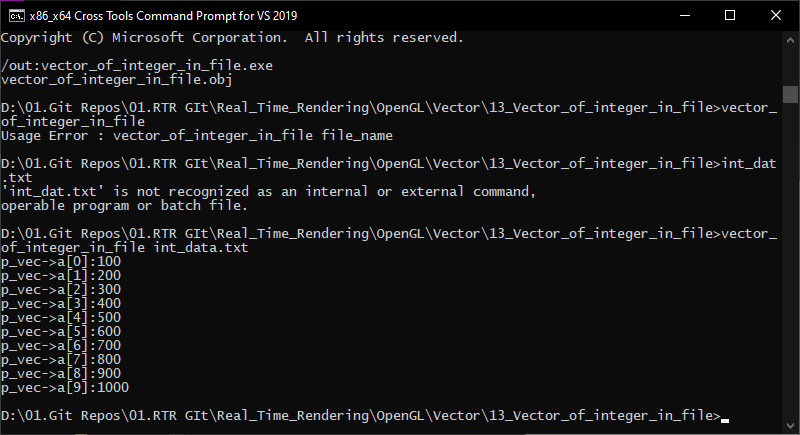 x86_x64 Cross Tools Command Prompt for VS 2019
Copyright (C) Microsoft Corporation.  All rights reserved.
/out:vector_of_integer_in_file.exe
vector_of_integer_in_file.obj
D:\01.Git Repos\01.RTR GIt\Real_Time_Rendering\OpenGL\Vector\13_Vector_of_integer_in_file>vector_
of_integer_in_file
Usage Error : vector_of_integer_in_file file_name
D:\01.Git Repos\01.RTR GIt\Real_Time_Rendering\OpenGL\Vector\13_Vector_of_integer_in_file>int_dat
.txt
'int_dat.txt' is not recognized as an internal or external command,
operable program or batch file.
D:\01.Git Repos\01.RTR GIt\Real_Time_Rendering\OpenGL\Vector\13_Vector_of_integer_in_file>vector_
of_integer_in_file int_data.txt
p_vec->a[0]:100
p_vec->a[1]:200
p_vec->a[2]:300
p_vec->a[3]:400
p_vec->a[4]:500
p_vec->a[5]:600
p_vec->a[6]:700
p_vec->a[7]:800
p_vec->a[8]:900
p_vec->a[9]:1000
D:\01.Git Repos\01.RTR GIt\Real_Time_Rendering\OpenGL\Vector\13_Vector_of_integer_in_file>